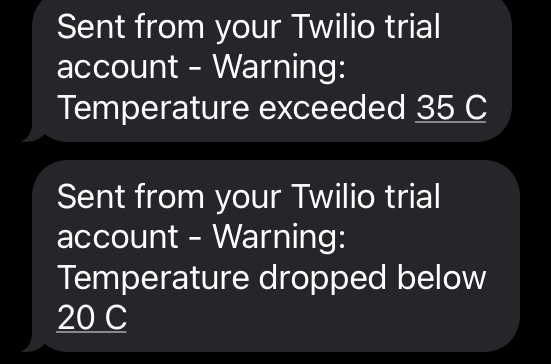 Sent from your Twilio trial
account - Warning:
Temperature exceeded 35 C
Sent from your Twilio trial
account - Warning:
Temperature dropped below
20 C